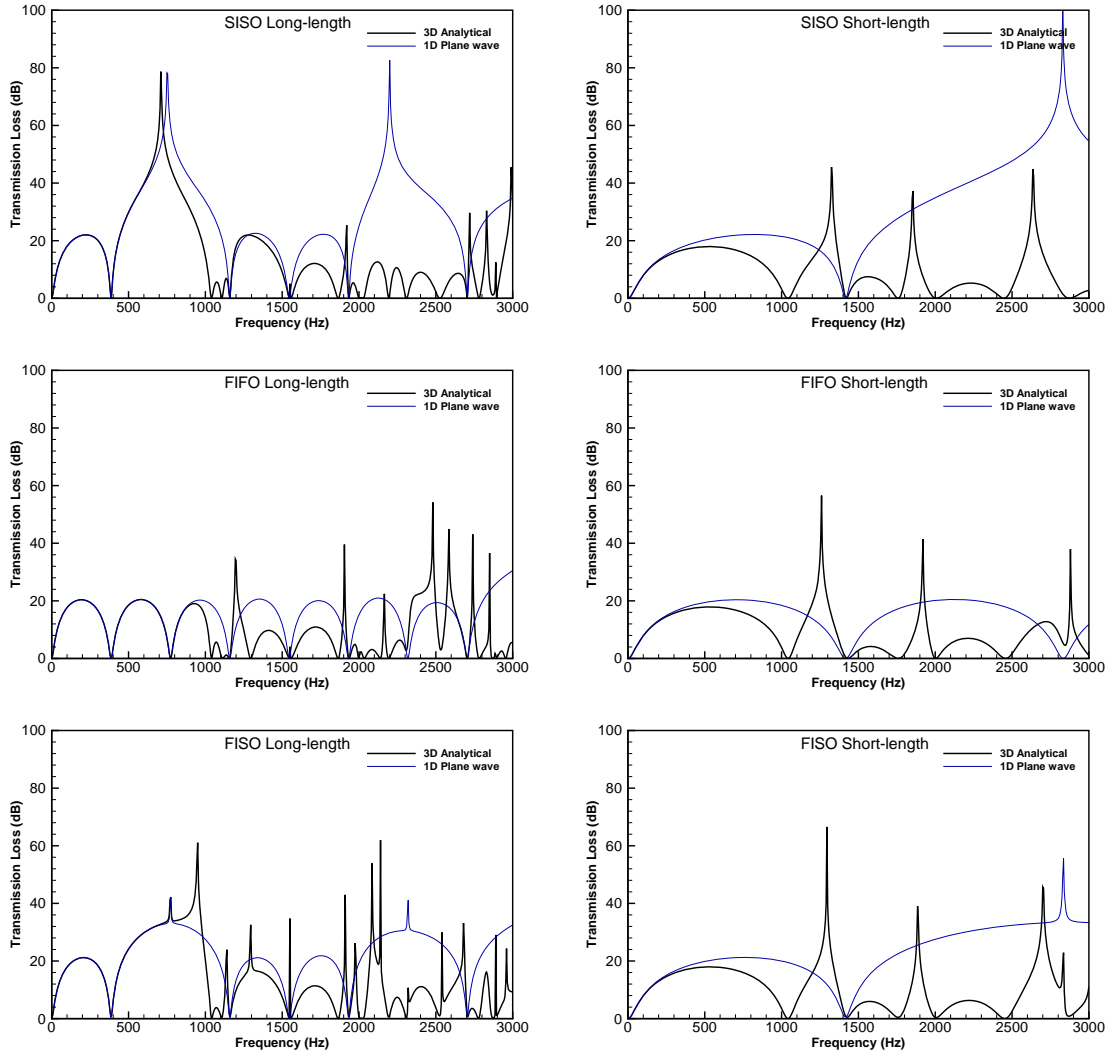 SISO Long-length
3D Analytical
1D Plane wave
Transmission Loss (dB)
100
80
60
40
20
0
0 500 1000 1500 2000 2500 3000
Frequency (Hz)
SISO Short-length
3D Analytical
1D Plane wave
Transmission Loss (dB)
100
80
60
40
20
0
0 500 1000 1500 2000 2500 3000
Frequency (Hz)
FIFO Long-length
3D Analytical
1D Plane wave
Transmission Loss (dB)
100
80
60
40
20
0
0 500 1000 1500 2000 2500 3000
Frequency (Hz)
FIFO Short-length
3D Analytical
1D Plane wave
Transmission Loss (dB)
100
80
60
40
20
0
0 500 1000 1500 2000 2500 3000
Frequency (Hz)
FISO Long-length
3D Analytical
1D Plane wave
Transmission Loss (dB)
100
80
60
40
20
0
0 500 1000 1500 2000 2500 3000
Frequency (Hz)
FISO Short-length
3D Analytical
1D Plane wave
Transmission Loss (dB)
100
80
60
40
20
0
0 500 1000 1500 2000 2500 3000
Frequency (Hz)